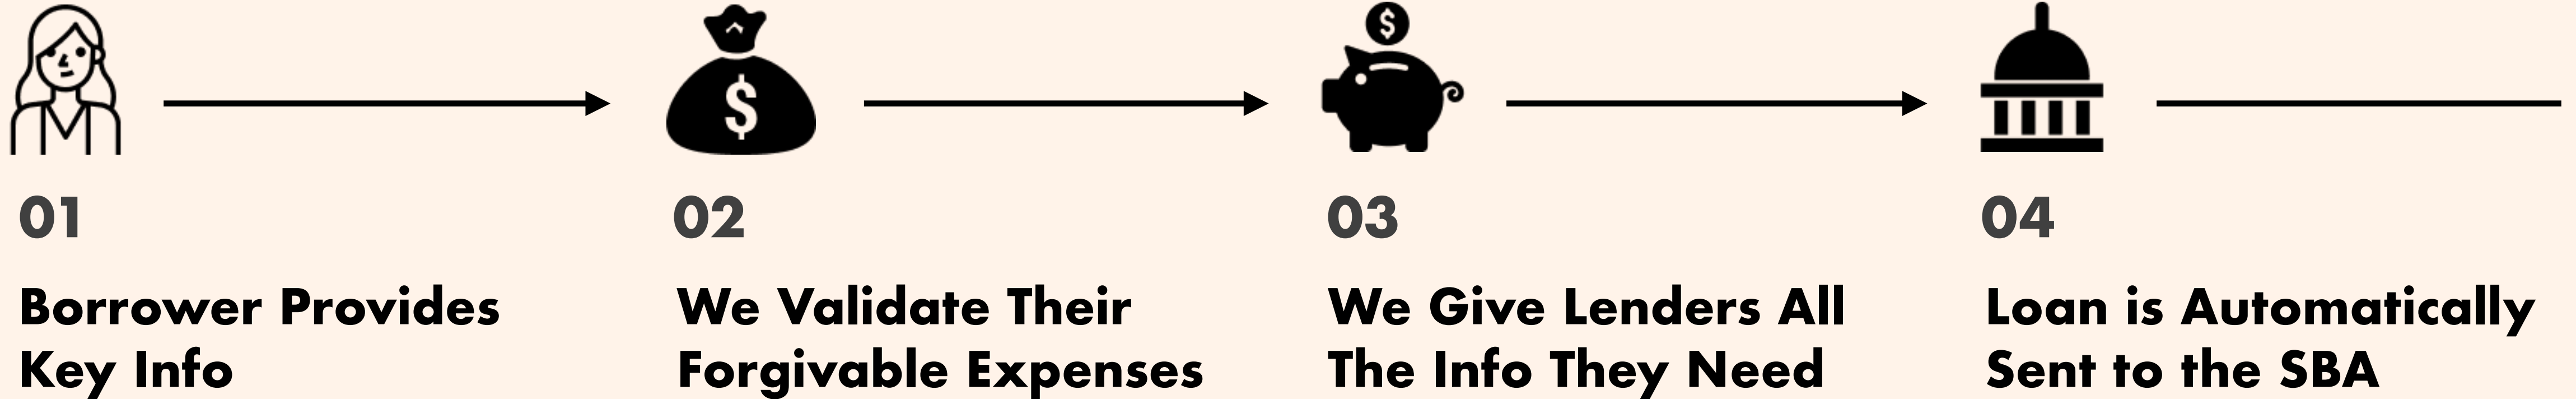 $
$
01
02
03
04
Borrower Provides
Key Info
We Validate Their
Forgivable Expenses
We Give Lenders All
The Info They Need
Loan is Automatically
Sent to the SBA